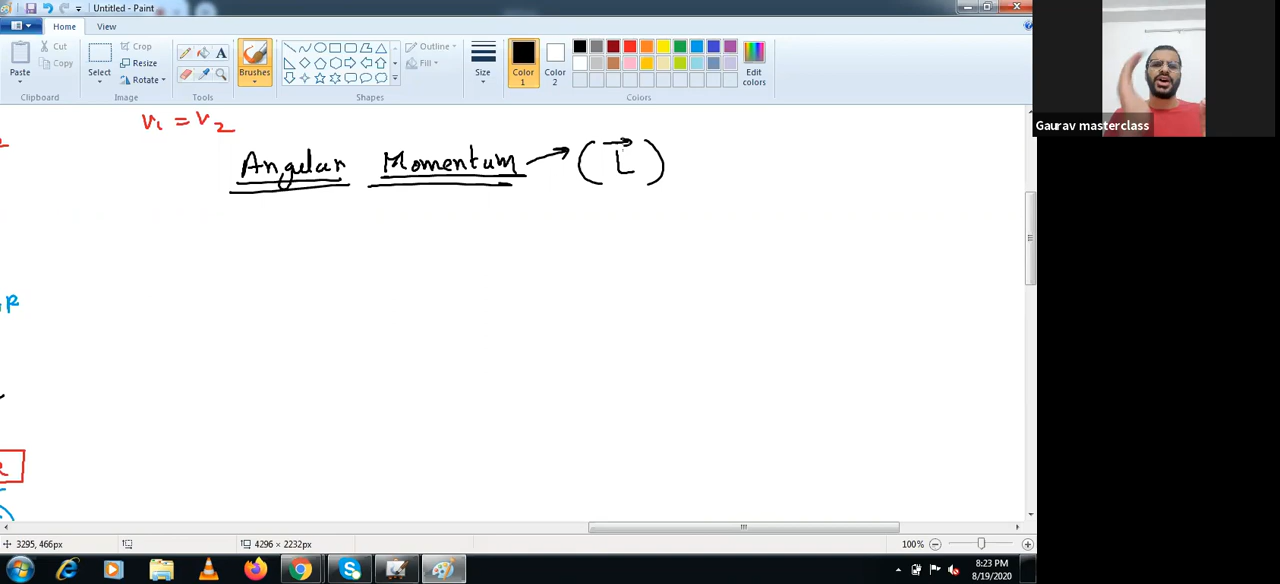 Untitled - Paint
Home View
Paste
Cut
Copy
Clipboard
Select
Crop
Resize
Rotate
Image
A
Tools
Brushes
Outline
Fill
Shapes
Size
Color 1
Color 2
Edit colors
Colors
Gaurav masterclass
V₁ = V₂
Angular Momentum → (L⃗)
3295, 466px
4296 × 2232px
100%
8:23 PM
8/19/2020